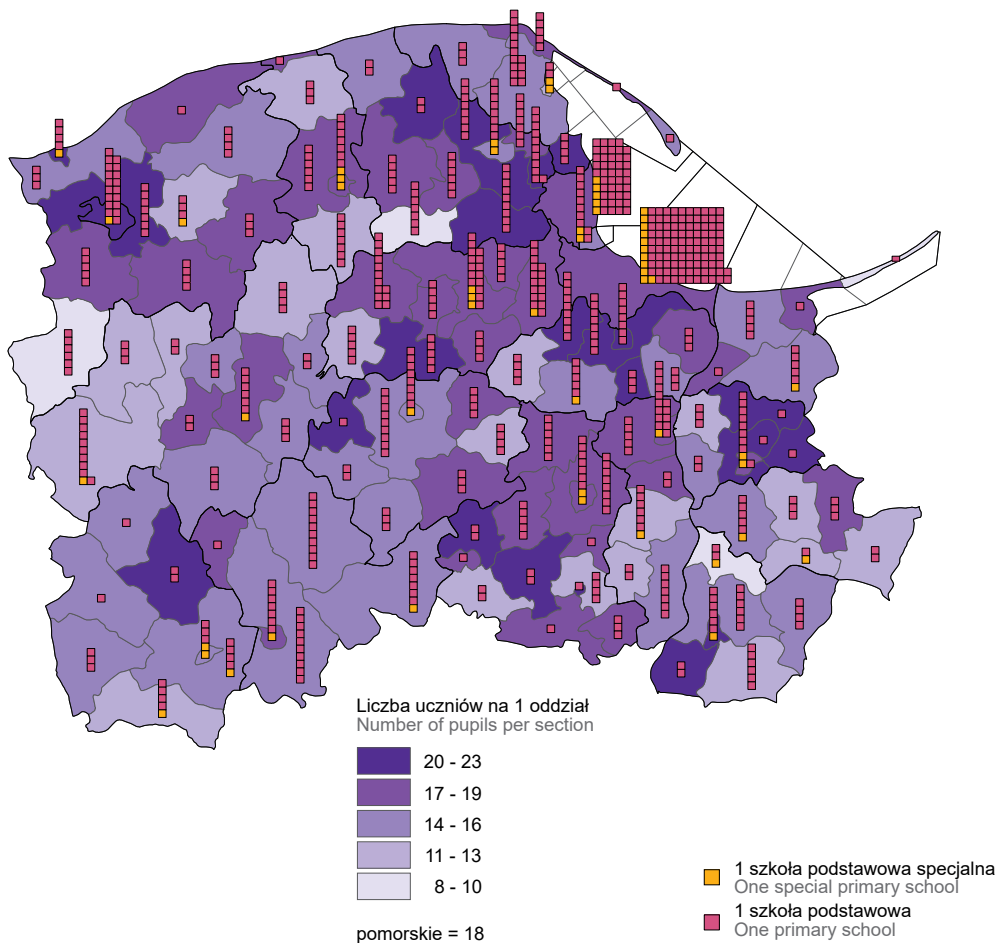 Liczba uczniów na 1 oddział
Number of pupils per section
20 - 23
17 - 19
14 - 16
11 - 13
8 - 10
pomorskie = 18
1 szkoła podstawowa specjalna
One special primary school
1 szkoła podstawowa
One primary school